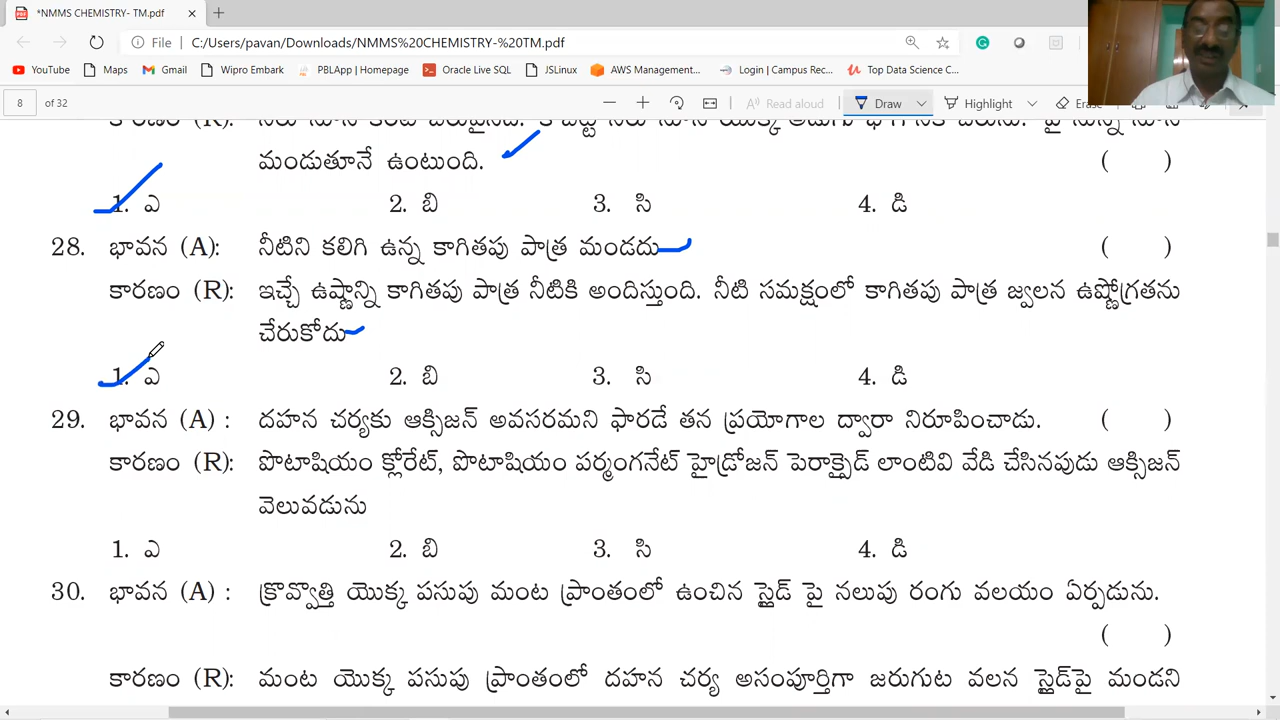 *NMMS CHEMISTRY- TM.pdf
File C:/Users/pavan/Downloads/NMMS%20CHEMISTRY-%20TM.pdf
YouTube Maps Gmail Wipro Embark PBLApp | Homepage Oracle Live SQL JSLinux AWS Management... Login | Campus Rec... Top Data Science C...
8 of 32 Read aloud Draw Highlight Erase
కారణం (R):
మండుతూనే ఉంటుంది. ( )
1. ఎ 2. బి 3. సి 4. డి
28. భావన (A): నీటిని కలిగి ఉన్న కాగితపు పాత్ర మండదు ( )
కారణం (R): ఇచ్చే ఉష్ణాన్ని కాగితపు పాత్ర నీటికి అందిస్తుంది. నీటి సమక్షంలో కాగితపు పాత్ర జ్వలన ఉష్ణోగ్రతను
చేరుకోదు
1. ఎ 2. బి 3. సి 4. డి
29. భావన (A) : దహన చర్యకు ఆక్సిజన్ అవసరమని ఫారడే తన ప్రయోగాల ద్వారా నిరూపించాడు. ( )
కారణం (R): పొటాషియం క్లోరేట్, పొటాషియం పర్మంగనేట్ హైడ్రోజన్ పెరాక్సైడ్ లాంటివి వేడి చేసినపుడు ఆక్సిజన్
వెలువడును
1. ఎ 2. బి 3. సి 4. డి
30. భావన (A) : క్రొవ్వొత్తి యొక్క పసుపు మంట ప్రాంతంలో ఉంచిన స్లైడ్ పై నలుపు రంగు వలయం ఏర్పడును.
( )
కారణం (R): మంట యొక్క పసుపు ప్రాంతంలో దహన చర్య అసంపూర్తిగా జరుగుట వలన స్లైడ్‌పై మండని